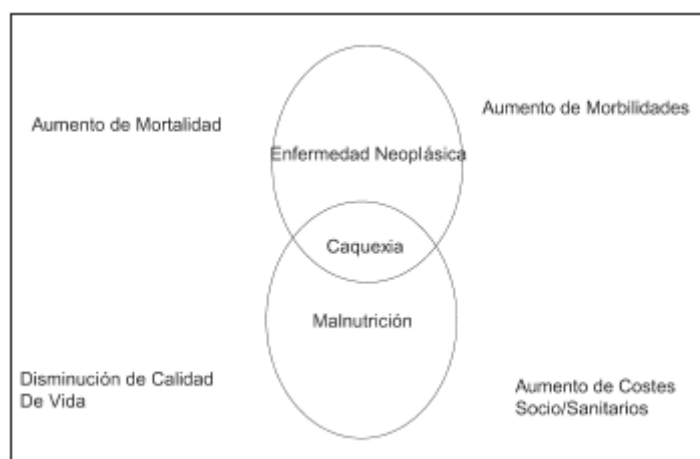 Aumento de Mortalidad
Aumento de Morbilidades
Enfermedad Neoplásica
Caquexia
Malnutrición
Disminución de Calidad
De Vida
Aumento de Costes
Socio/Sanitarios